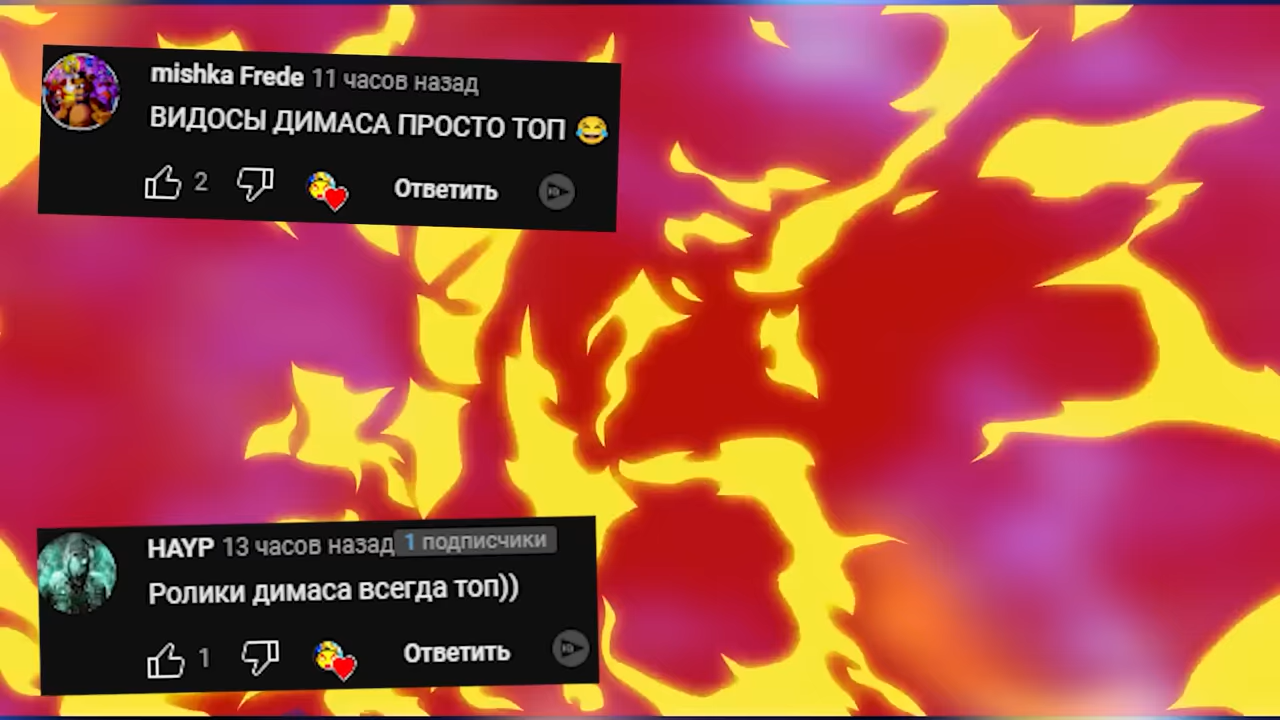 mishka Frede 11 часов назад
ВИДОСЫ ДИМАСА ПРОСТО ТОП 😂
2 Ответить
HAYP 13 часов назад 1 подписчики
Ролики димаса всегда топ))
1 Ответить